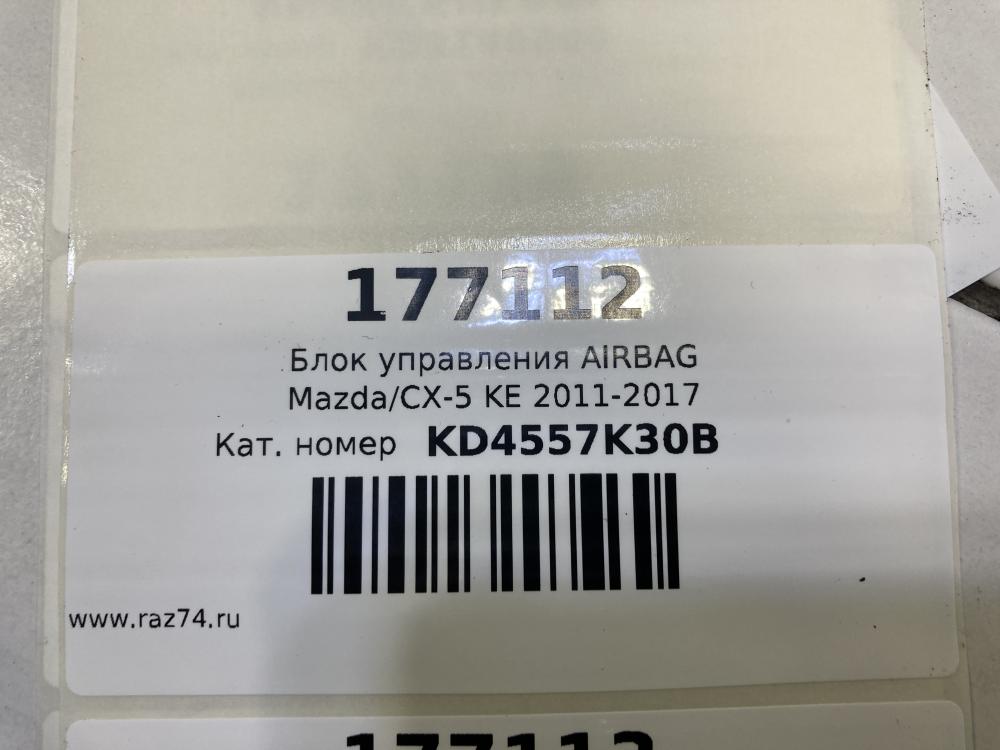 177112
Блок управления AIRBAG
Mazda/CX-5 KE 2011-2017
Кат. номер KD4557K30B
www.raz74.ru